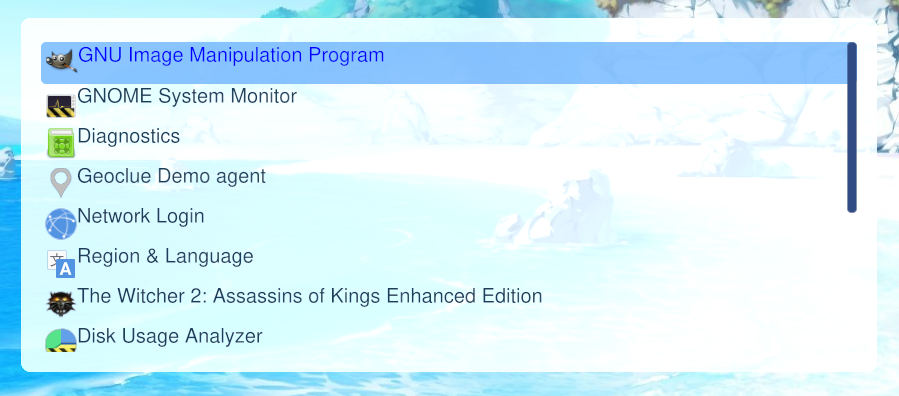 GNU Image Manipulation Program
GNOME System Monitor
Diagnostics
Geoclue Demo agent
Network Login
Region & Language
The Witcher 2: Assassins of Kings Enhanced Edition
Disk Usage Analyzer